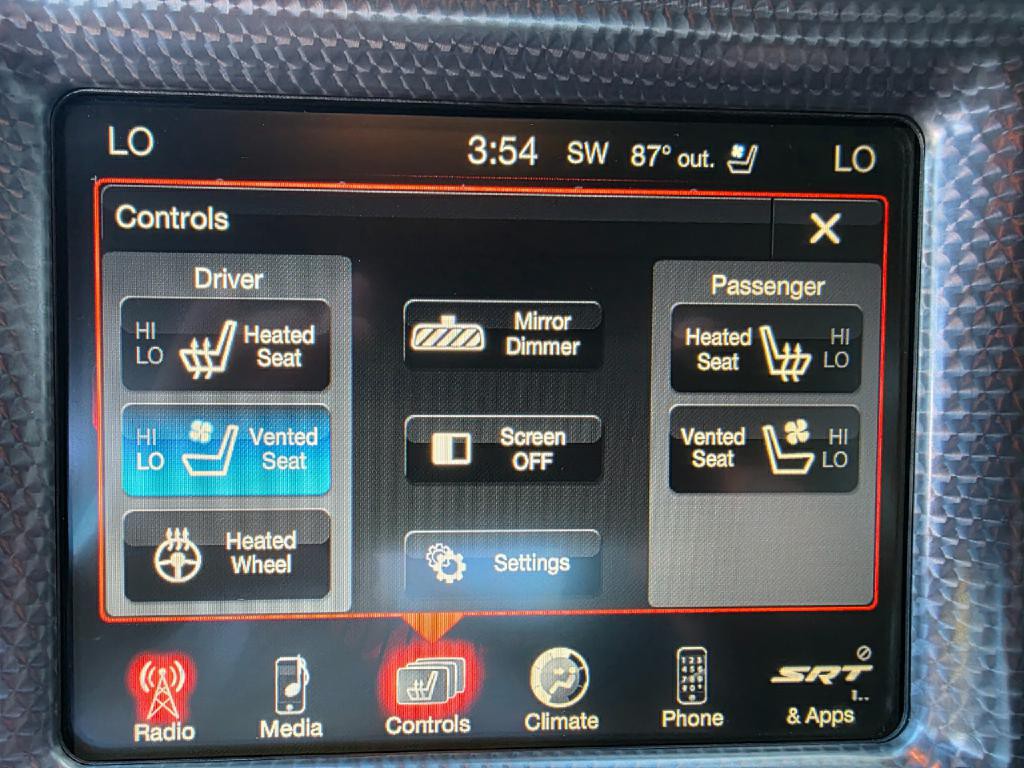 LO 3:54 SW 87° out. LO
Controls X
Driver
HI
LO
Heated
Seat
HI
LO
Vented
Seat
Heated
Wheel
Mirror
Dimmer
Screen
OFF
Settings
Passenger
Heated
Seat
HI
LO
Vented
Seat
HI
LO
Radio
Media
Controls
Climate
Phone
SRT
& Apps